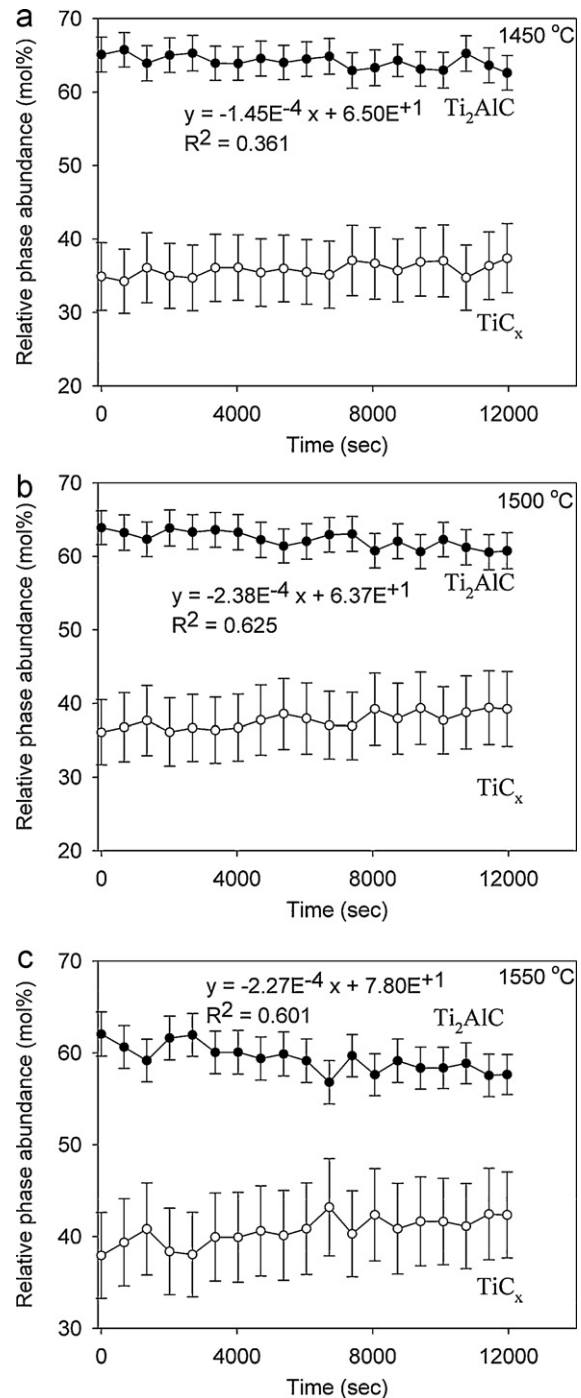 a
70
1450 °C
60
Ti₂AlC
y = -1.45E⁻⁴ x + 6.50E⁺¹
R² = 0.361
50
40
30
TiCₓ
20
0 4000 8000 12000
Time (sec)
Relative phase abundance (mol%)
b
70
1500 °C
60
Ti₂AlC
y = -2.38E⁻⁴ x + 6.37E⁺¹
R² = 0.625
50
40
30
TiCₓ
20
0 4000 8000 12000
Time (sec)
Relative phase abundance (mol%)
c
70
1550 °C
y = -2.27E⁻⁴ x + 7.80E⁺¹
R² = 0.601
Ti₂AlC
60
50
40
TiCₓ
30
0 4000 8000 12000
Time (sec)
Relative phase abundance (mol%)